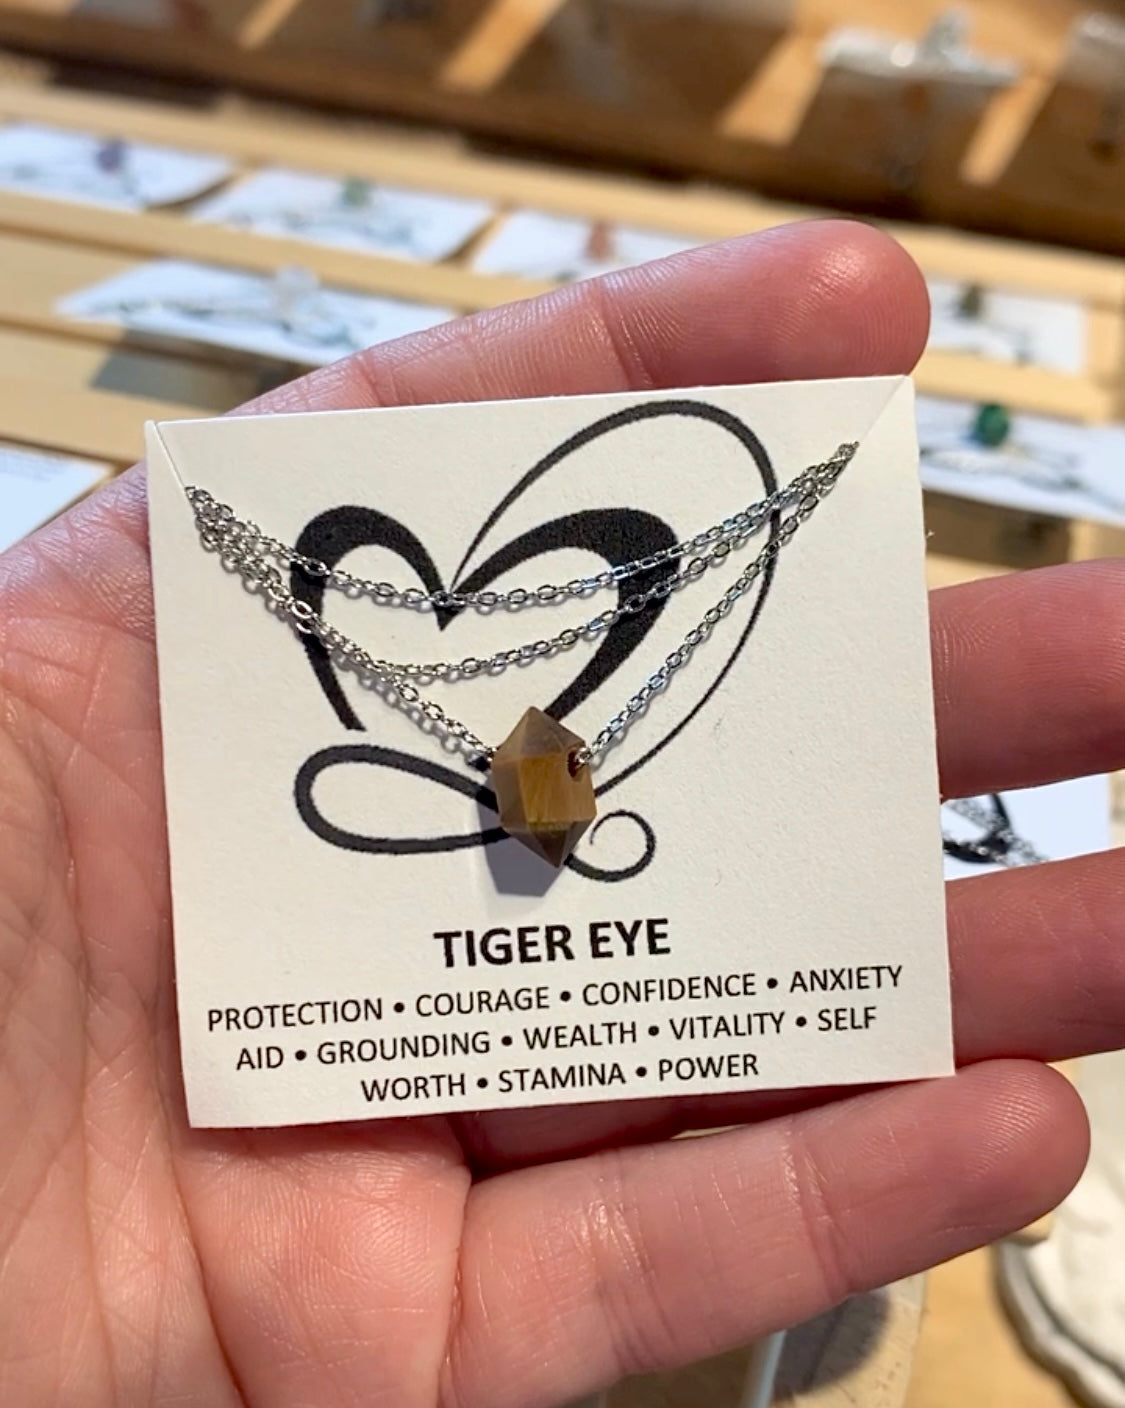 TIGER EYE
PROTECTION • COURAGE • CONFIDENCE • ANXIETY
AID • GROUNDING • WEALTH • VITALITY • SELF
WORTH • STAMINA • POWER